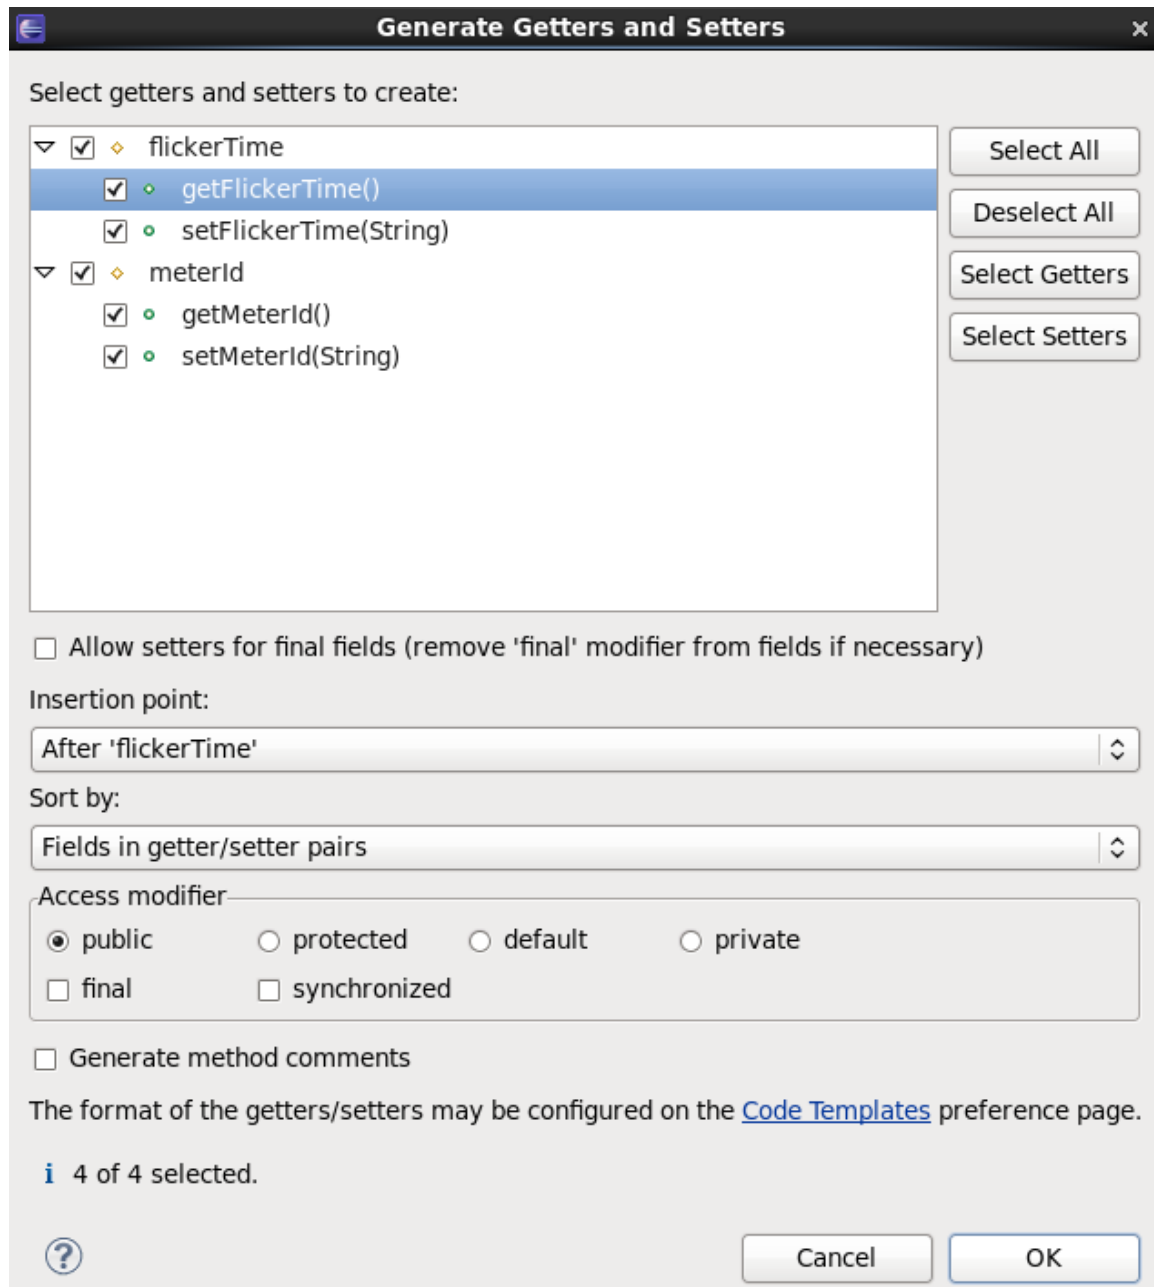 Generate Getters and Setters
Select getters and setters to create:
flickerTime
Select All
getFlickerTime()
Deselect All
setFlickerTime(String)
meterId
Select Getters
getMeterId()
Select Setters
setMeterId(String)
Allow setters for final fields (remove 'final' modifier from fields if necessary)
Insertion point:
After 'flickerTime'
Sort by:
Fields in getter/setter pairs
Access modifier
public protected default private
final synchronized
Generate method comments
The format of the getters/setters may be configured on the Code Templates preference page.
4 of 4 selected.
Cancel OK